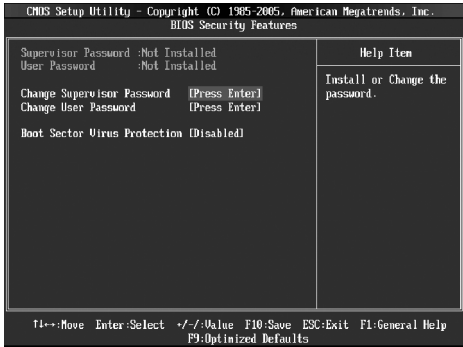 CMOS Setup Utility - Copyright (C) 1985-2005, American Megatrends, Inc.
BIOS Security Features
Supervisor Password :Not Installed
User Password :Not Installed
Change Supervisor Password [Press Enter]
Change User Password [Press Enter]
Boot Sector Virus Protection [Disabled]
Help Item
Install or Change the
password.
↑↓↔:Move Enter:Select +/-/:Value F10:Save ESC:Exit F1:General Help
F9:Optimized Defaults